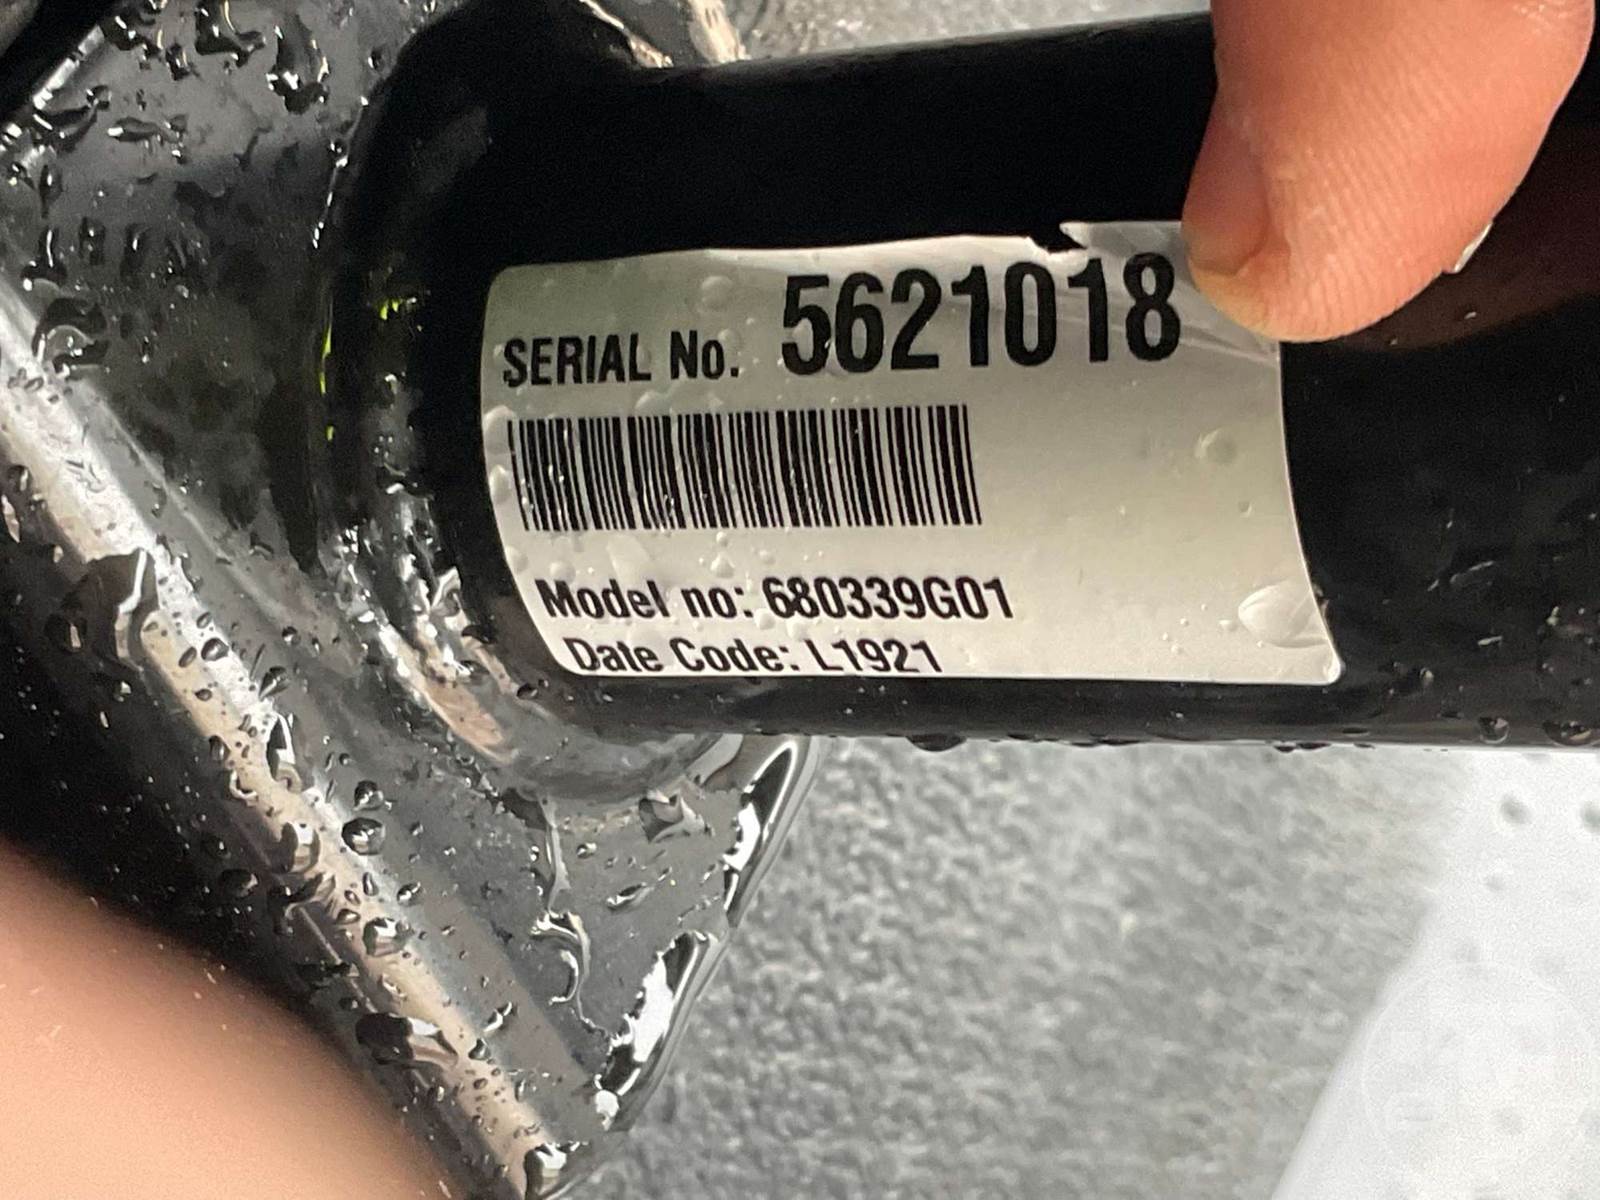 SERIAL No. 5621018
Model no: 680339G01
Date Code: L1921